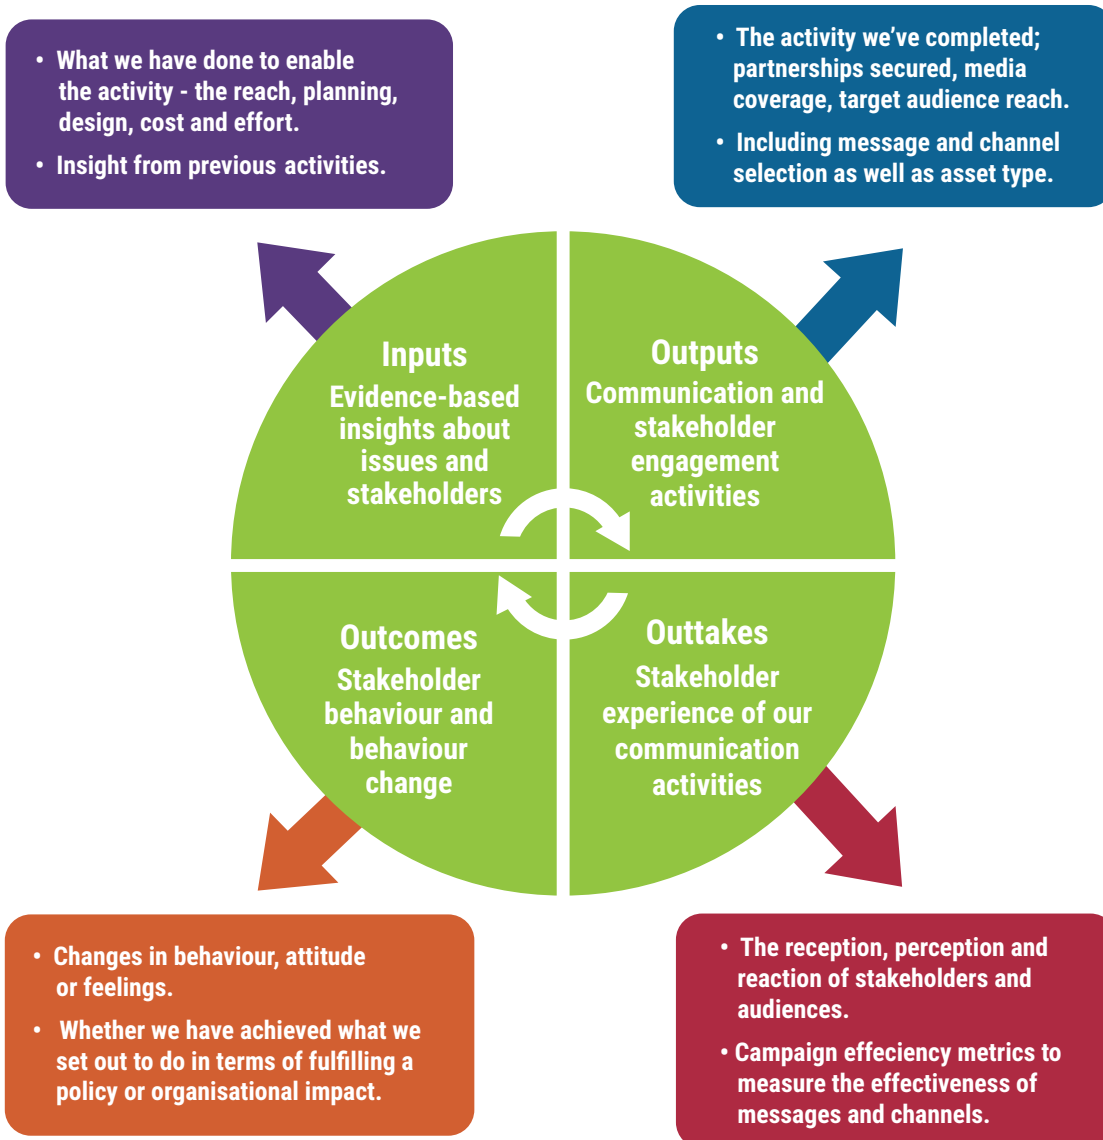 • What we have done to enable
the activity - the reach, planning,
design, cost and effort.
• Insight from previous activities.
• The activity we’ve completed;
partnerships secured, media
coverage, target audience reach.
• Including message and channel
selection as well as asset type.
Inputs
Evidence-based
insights about
issues and
stakeholders
Outputs
Communication and
stakeholder
engagement
activities
Outcomes
Stakeholder
behaviour and
behaviour
change
Outtakes
Stakeholder
experience of our
communication
activities
• Changes in behaviour, attitude
or feelings.
• Whether we have achieved what we
set out to do in terms of fulfilling a
policy or organisational impact.
• The reception, perception and
reaction of stakeholders and
audiences.
• Campaign effeciency metrics to
measure the effectiveness of
messages and channels.